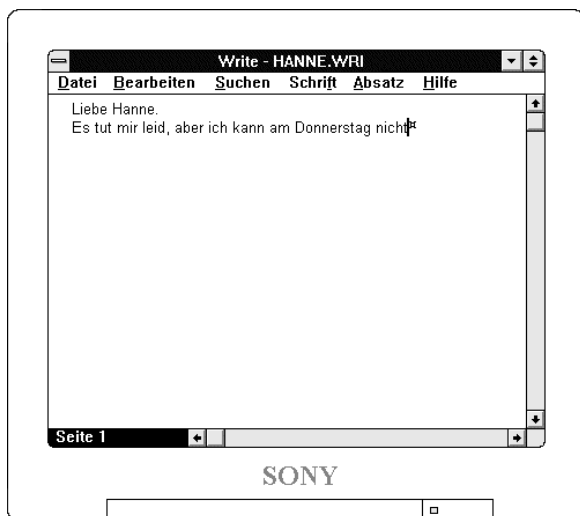 Write - HANNE.WRI
Datei Bearbeiten Suchen Schrift Absatz Hilfe
Liebe Hanne.
Es tut mir leid, aber ich kann am Donnerstag nicht¤
Seite 1
SONY